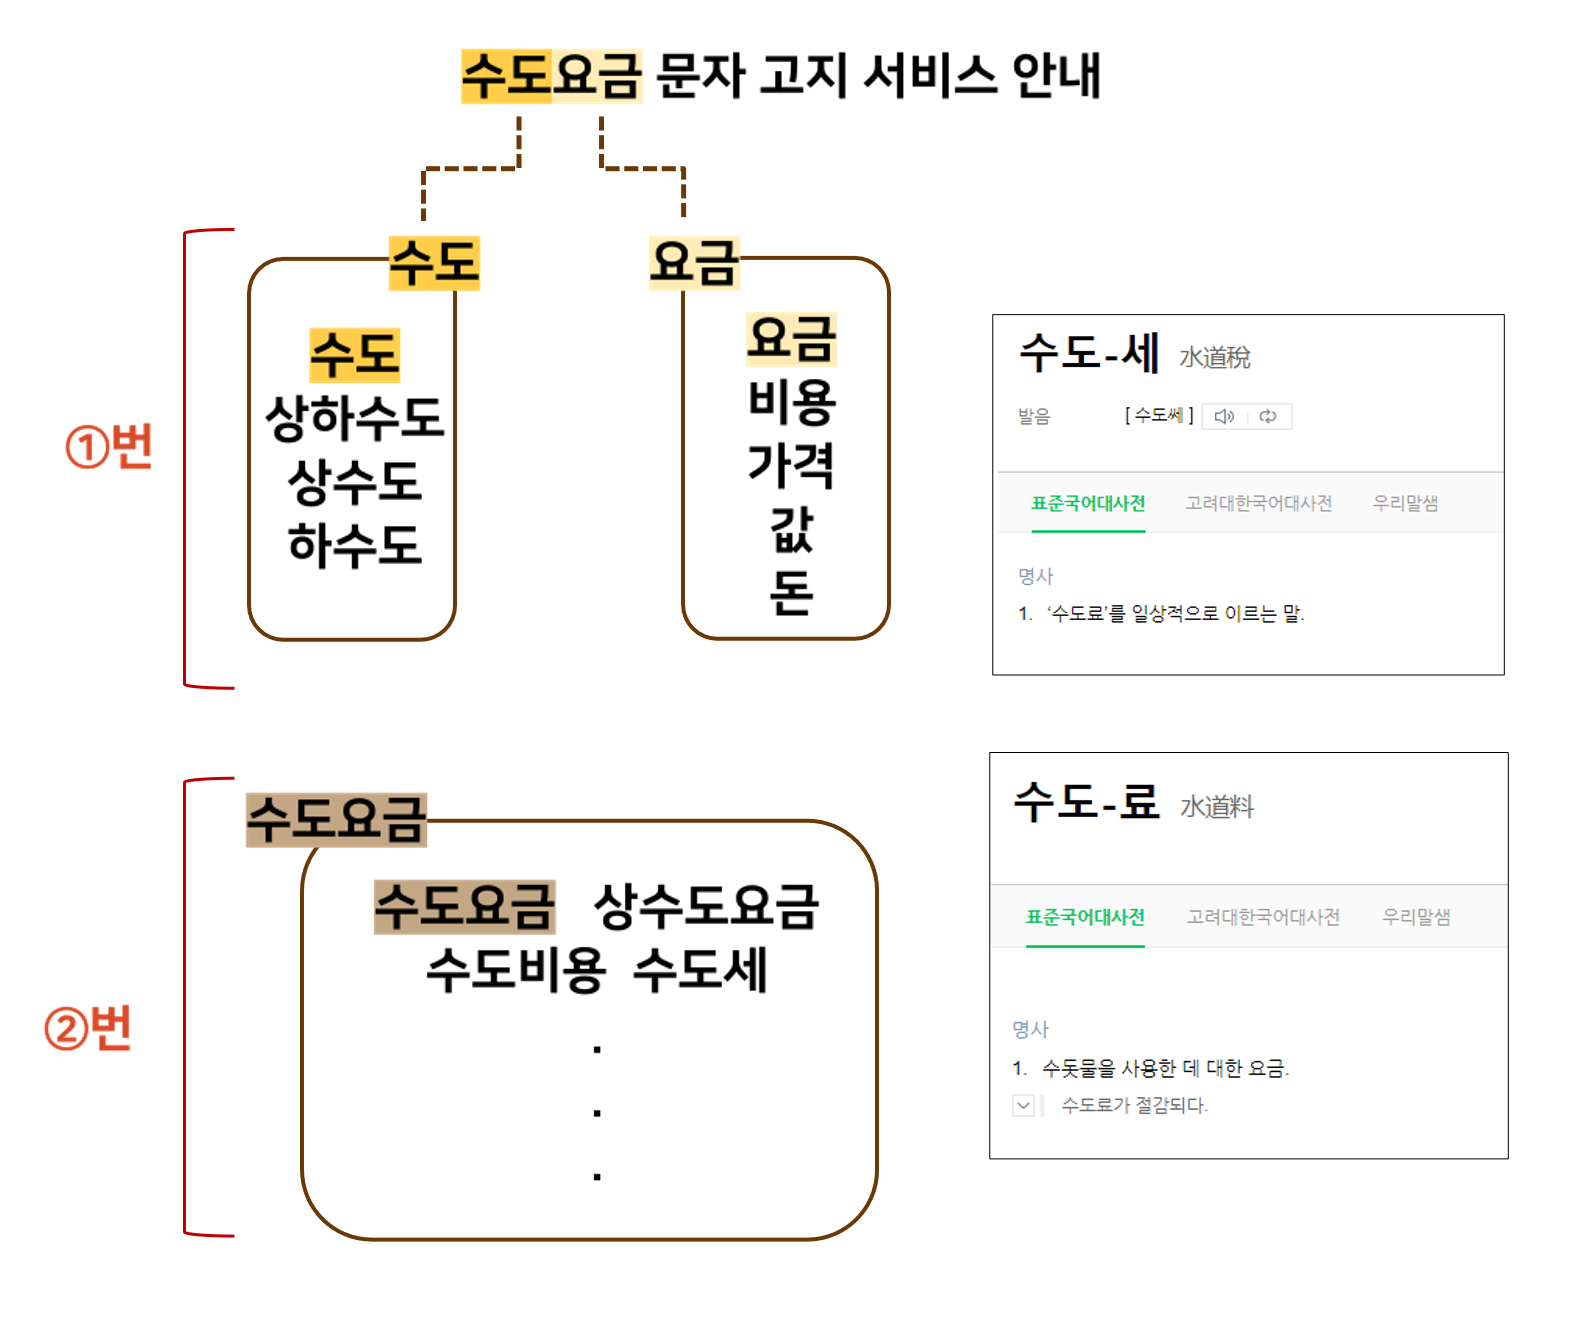 수도요금 문자 고지 서비스 안내
①번
수도
수도
상하수도
상수도
하수도
요금
요금
비용
가격
값
돈
수도-세 水道稅
발음 [ 수도쎄 ]
표준국어대사전 고려대한국어대사전 우리말샘
명사
1. ‘수도료’를 일상적으로 이르는 말.
②번
수도요금
수도요금 상수도요금
수도비용 수도세
.
.
.
수도-료 水道料
표준국어대사전 고려대한국어대사전 우리말샘
명사
1. 수돗물을 사용한 데 대한 요금.
수도료가 절감되다.